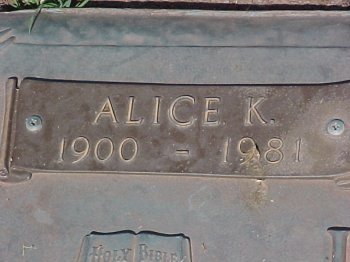 ALICE K.
1900 - 1981
HOLY BIBLE